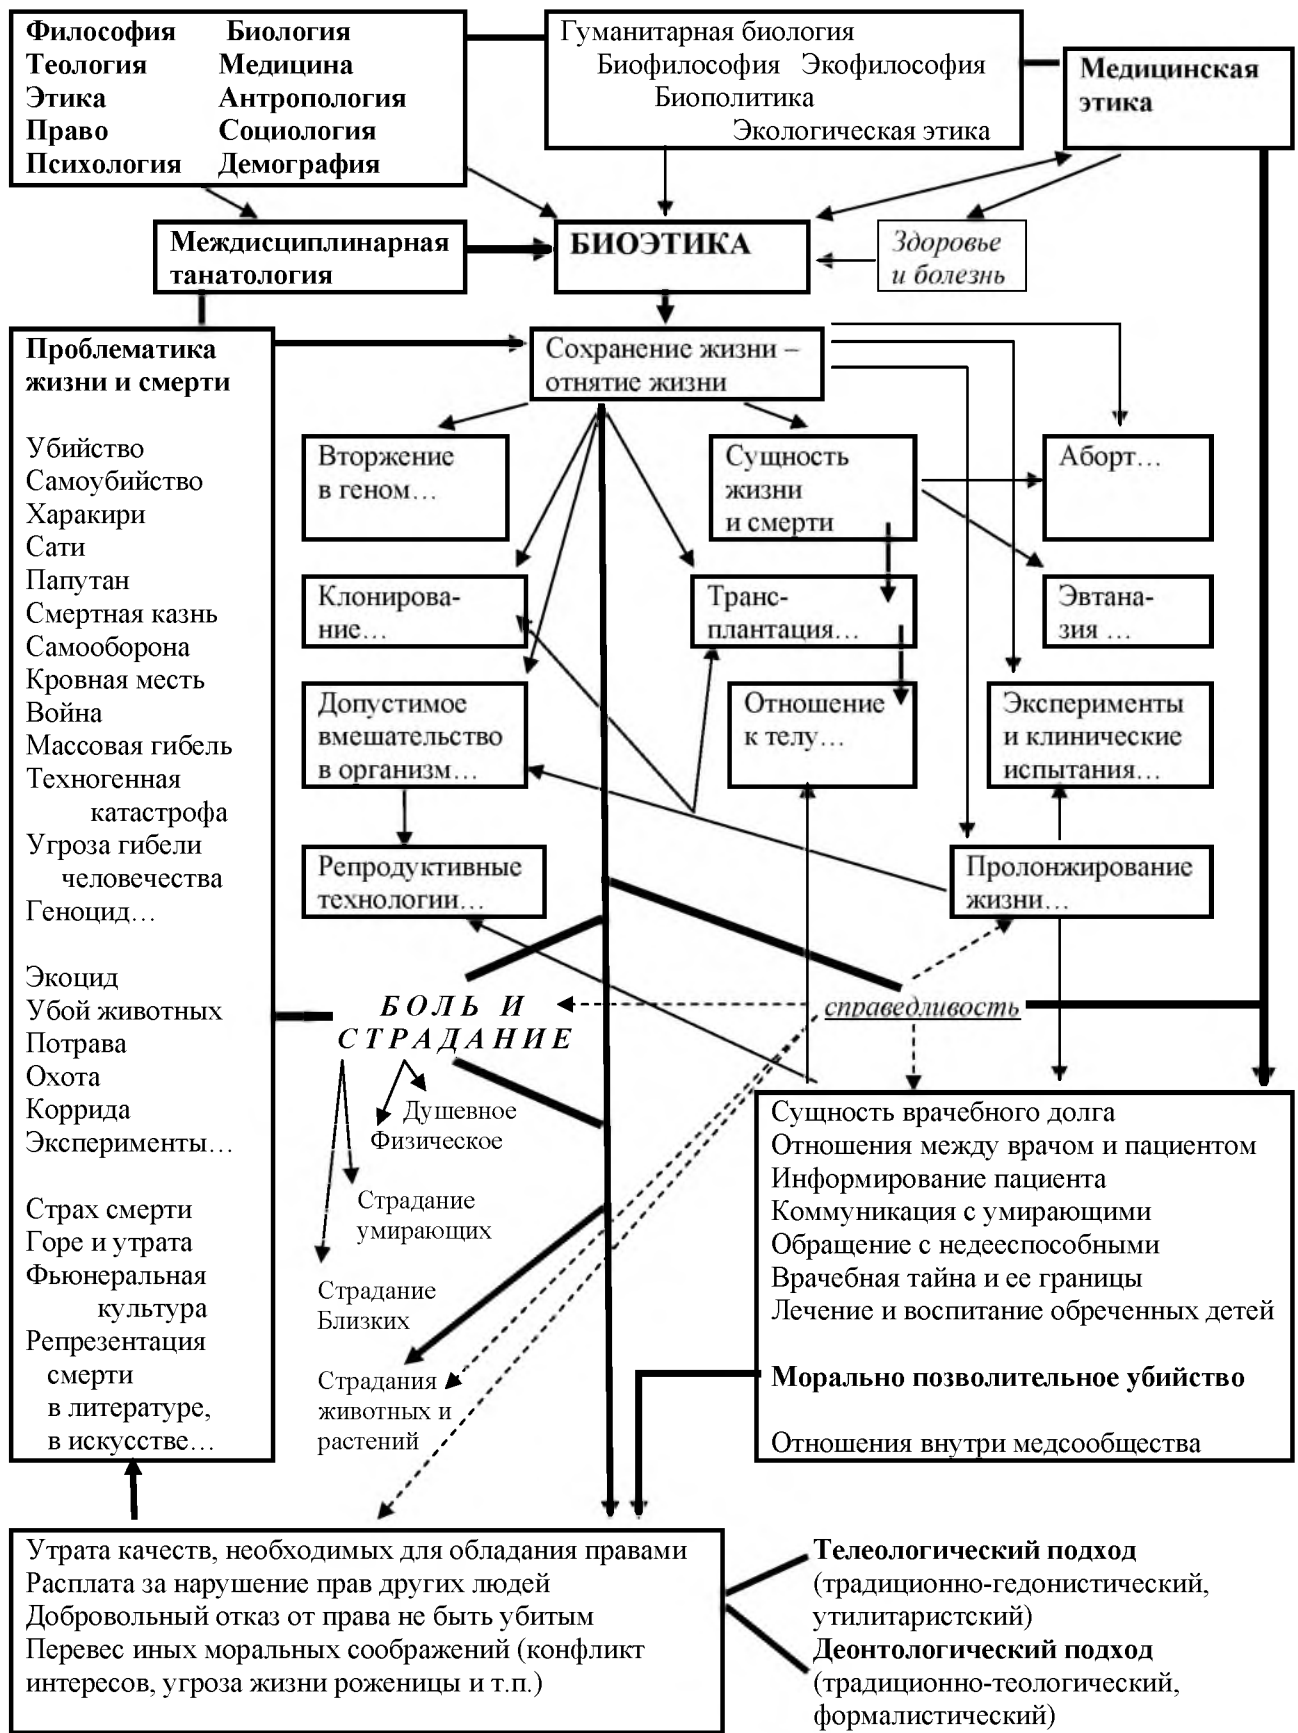 Философия Биология
Теология Медицина
Этика Антропология
Право Социология
Психология Демография
Гуманитарная биология
Биофилософия Экофилософия
Биополитика
Экологическая этика
Медицинская
этика
Междисциплинарная
танатология
БИОЭТИКА
Здоровье
и болезнь
Проблематика
жизни и смерти
Убийство
Самоубийство
Харакири
Сати
Папутан
Смертная казнь
Самооборона
Кровная месть
Война
Массовая гибель
Техногенная
катастрофа
Угроза гибели
человечества
Геноцид…
Экоцид
Убой животных
Потрава
Охота
Коррида
Эксперименты…
Страх смерти
Горе и утрата
Фьюнеральная
культура
Репрезентация
смерти
в литературе,
в искусстве…
Сохранение жизни –
отнятие жизни
Вторжение
в геном…
Сущность
жизни
и смерти
Аборт…
Клонирова-
ние…
Транс-
плантация…
Эвтана-
зия …
Допустимое
вмешательство
в организм…
Отношение
к телу…
Эксперименты
и клинические
испытания…
Репродуктивные
технологии…
Пролонжирование
жизни…
БОЛЬ И
СТРАДАНИЕ
справедливость
Душевное
Физическое
Страдание
умирающих
Страдание
Близких
Страдания
животных и
растений
Сущность врачебного долга
Отношения между врачом и пациентом
Информирование пациента
Коммуникация с умирающими
Обращение с недееспособными
Врачебная тайна и ее границы
Лечение и воспитание обреченных детей
Морально позволительное убийство
Отношения внутри медсообщества
Утрата качеств, необходимых для обладания правами
Расплата за нарушение прав других людей
Добровольный отказ от права не быть убитым
Перевес иных моральных соображений (конфликт
интересов, угроза жизни роженицы и т.п.)
Телеологический подход
(традиционно-гедонистический,
утилитаристский)
Деонтологический подход
(традиционно-теологический,
формалистический)